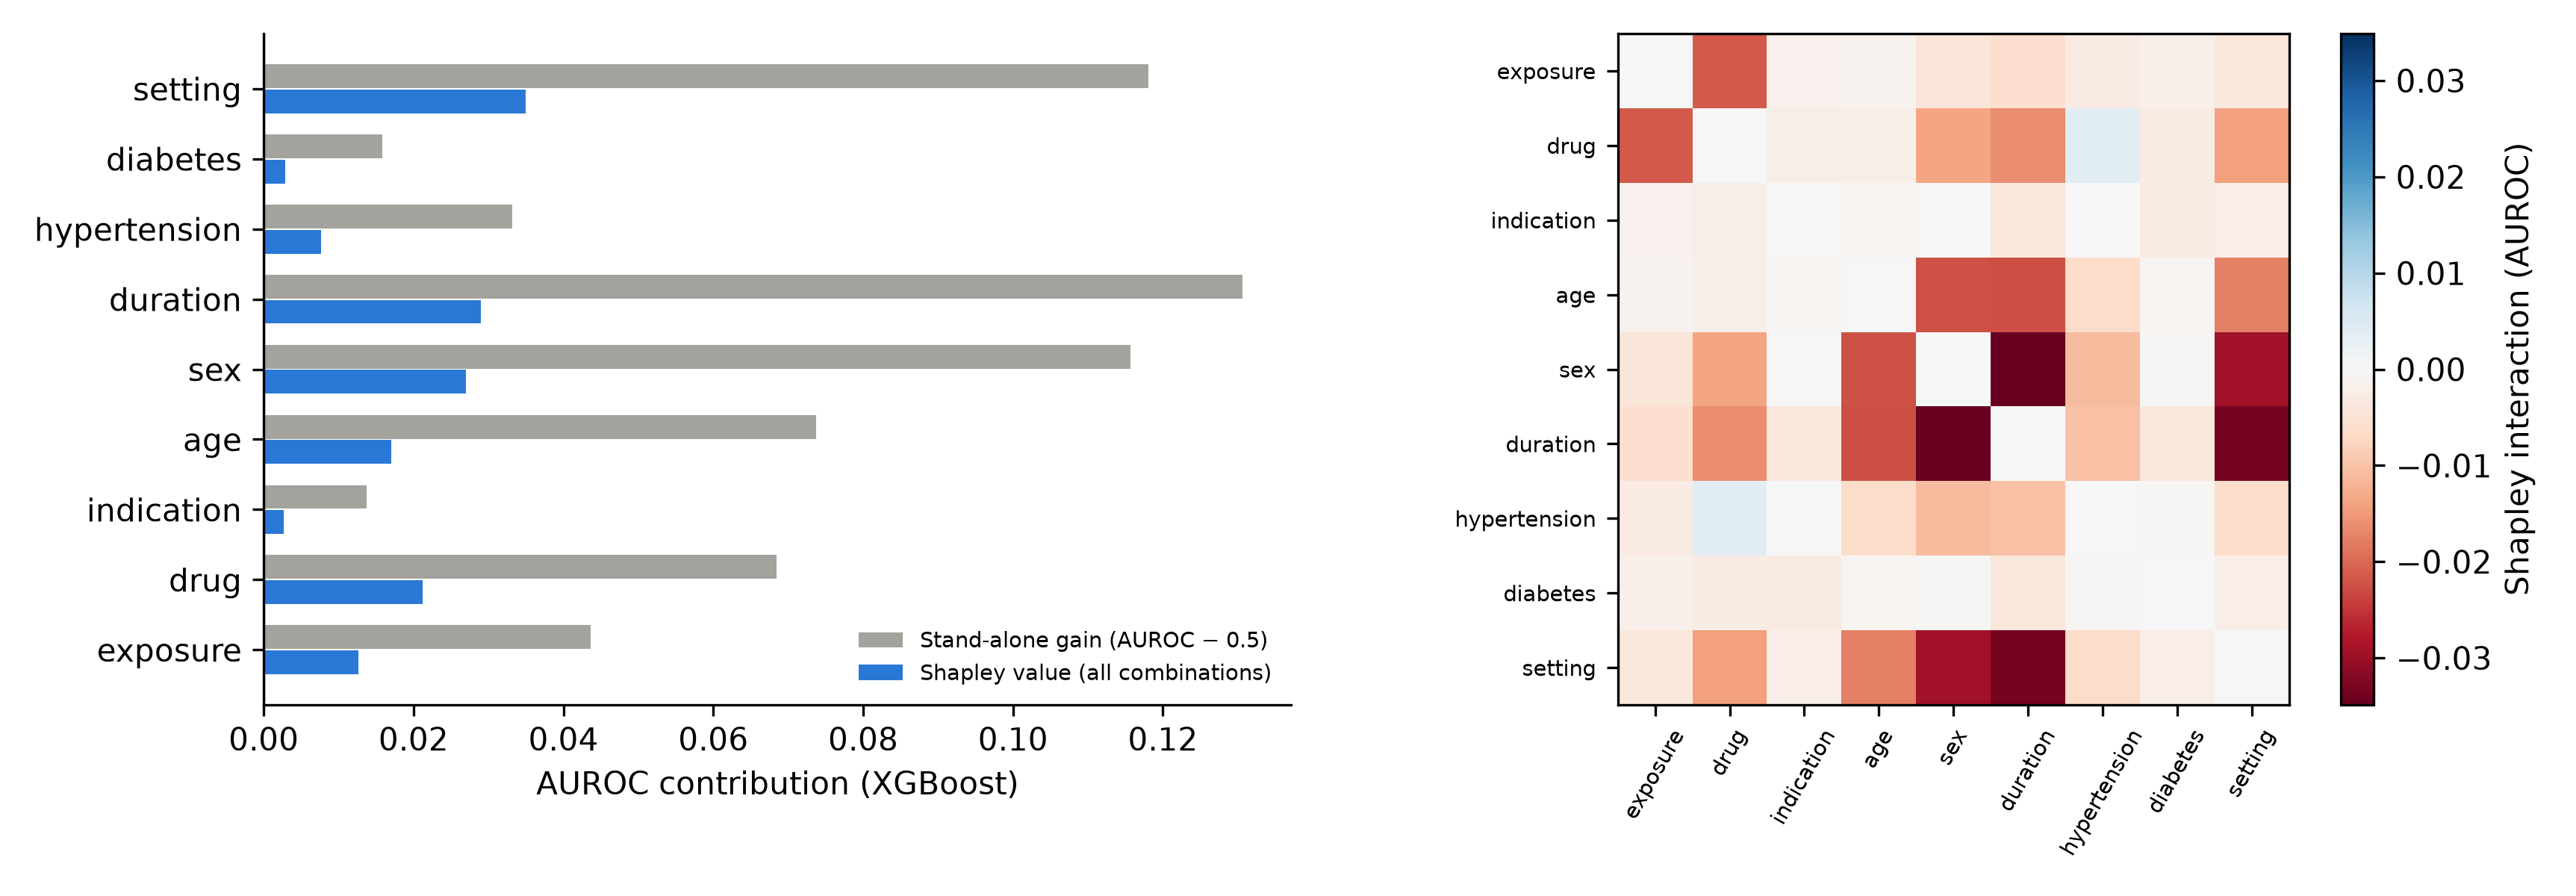 setting
diabetes
hypertension
duration
sex
age
indication
drug
exposure
Stand-alone gain (AUROC − 0.5)
Shapley value (all combinations)
0.00 0.02 0.04 0.06 0.08 0.10 0.12
AUROC contribution (XGBoost)
exposure
drug
indication
age
sex
duration
hypertension
diabetes
setting
exposure drug indication age sex duration hypertension diabetes setting
0.03
0.02
0.01
0.00
−0.01
−0.02
−0.03
Shapley interaction (AUROC)